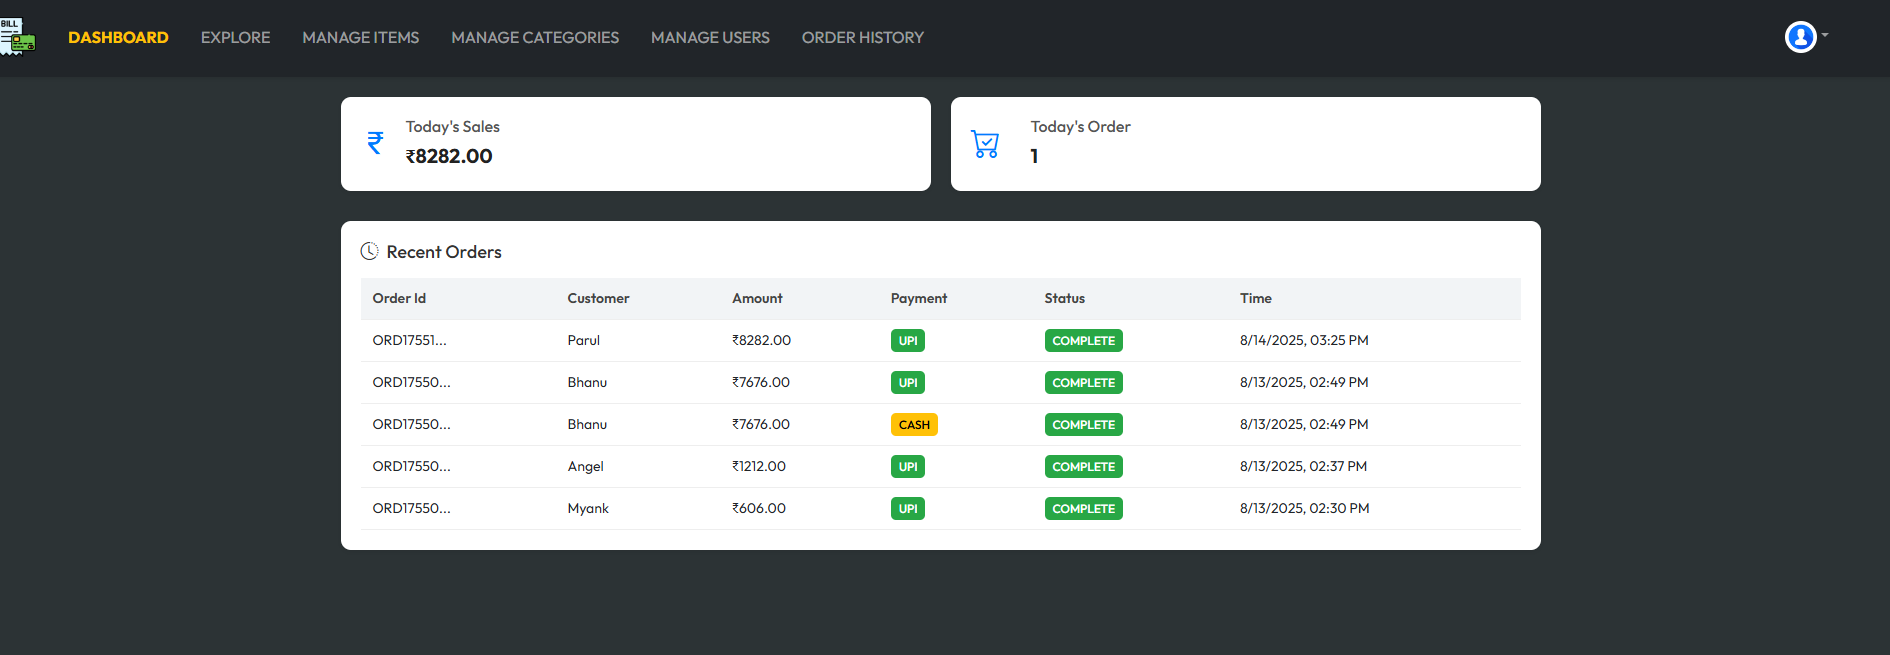 BILL
DASHBOARD EXPLORE MANAGE ITEMS MANAGE CATEGORIES MANAGE USERS ORDER HISTORY
Today's Sales
₹8282.00
Today's Order
1
Recent Orders
Order Id Customer Amount Payment Status Time
ORD17551... Parul ₹8282.00 UPI COMPLETE 8/14/2025, 03:25 PM
ORD17550... Bhanu ₹7676.00 UPI COMPLETE 8/13/2025, 02:49 PM
ORD17550... Bhanu ₹7676.00 CASH COMPLETE 8/13/2025, 02:49 PM
ORD17550... Angel ₹1212.00 UPI COMPLETE 8/13/2025, 02:37 PM
ORD17550... Myank ₹606.00 UPI COMPLETE 8/13/2025, 02:30 PM